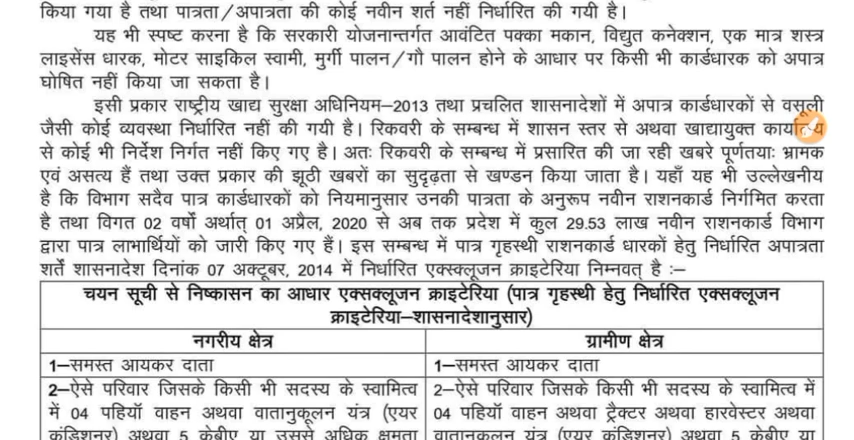 किया गया है तथा पात्रता/अपात्रता की कोई नवीन शर्त नहीं निर्धारित की गयी है।
यह भी स्पष्ट करना है कि सरकारी योजनान्तर्गत आवंटित पक्का मकान, विद्युत कनेक्शन, एक मात्र शस्त्र
लाइसेंस धारक, मोटर साइकिल स्वामी, मुर्गी पालन/गौ पालन होने के आधार पर किसी भी कार्डधारक को अपात्र
घोषित नहीं किया जा सकता है।
इसी प्रकार राष्ट्रीय खाद्य सुरक्षा अधिनियम–2013 तथा प्रचलित शासनादेशों में अपात्र कार्डधारकों से वसूली
जैसी कोई व्यवस्था निर्धारित नहीं की गयी है। रिकवरी के सम्बन्ध में शासन स्तर से अथवा खाद्यायुक्त
से कोई भी निर्देश निर्गत नहीं किए गए है। अतः रिकवरी के सम्बन्ध में प्रसारित की जा रही खबरे पूर्णतयाः भ्रामक
एवं असत्य हैं तथा उक्त प्रकार की झूठी खबरों का सुदृढ़ता से खण्डन किया जाता है। यहाँ यह भी उल्लेखनीय
है कि विभाग सदैव पात्र कार्डधारकों को नियमानुसार उनकी पात्रता के अनुरूप नवीन राशनकार्ड निर्गमित करता
है तथा विगत 02 वर्षों अर्थात् 01 अप्रैल, 2020 से अब तक प्रदेश में कुल 29.53 लाख नवीन राशनकार्ड विभाग
द्वारा पात्र लाभार्थियों को जारी किए गए हैं। इस सम्बन्ध में पात्र गृहस्थी राशनकार्ड धारकों हेतु निर्धारित अपात्रता
शर्तें शासनादेश दिनांक 07 अक्टूबर, 2014 में निर्धारित एक्स्क्लूजन क्राइटेरिया निम्नवत् है :–
चयन सूची से निष्कासन का आधार एक्सक्लूजन क्राइटेरिया (पात्र गृहस्थी हेतु निर्धारित एक्सक्लूजन
क्राइटेरिया–शासनादेशानुसार)
नगरीय क्षेत्र
ग्रामीण क्षेत्र
1–समस्त आयकर दाता
1–समस्त आयकर दाता
2–ऐसे परिवार जिसके किसी भी सदस्य के स्वामित्व
में 04 पहियॉ वाहन अथवा वातानुकूलन यंत्र (एयर
कंडिशनर) अथवा 5 केबीए या उससे अधिक क्षमता
2–ऐसे परिवार जिसके किसी भी सदस्य के स्वामित्व में
04 पहियॉ वाहन अथवा ट्रैक्टर अथवा हारवेस्टर अथवा
वातानुकूलन यंत्र (एयर कंडिशनर) अथवा 5 केबीए या